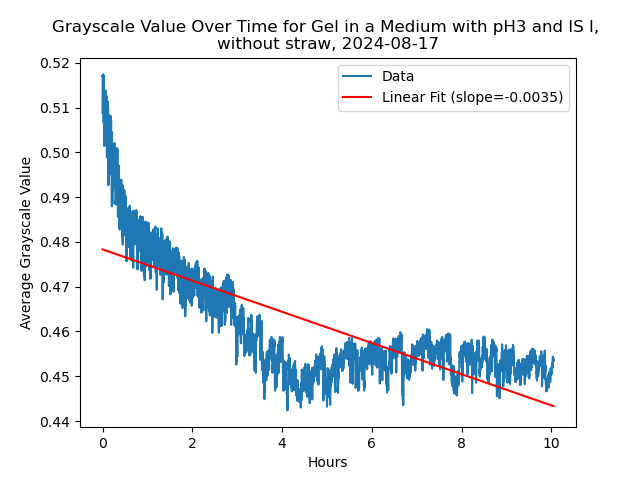 Grayscale Value Over Time for Gel in a Medium with pH3 and IS I,
without straw, 2024-08-17
Data
Linear Fit (slope=-0.0035)
Average Grayscale Value
0.52
0.51
0.50
0.49
0.48
0.47
0.46
0.45
0.44
0 2 4 6 8 10
Hours